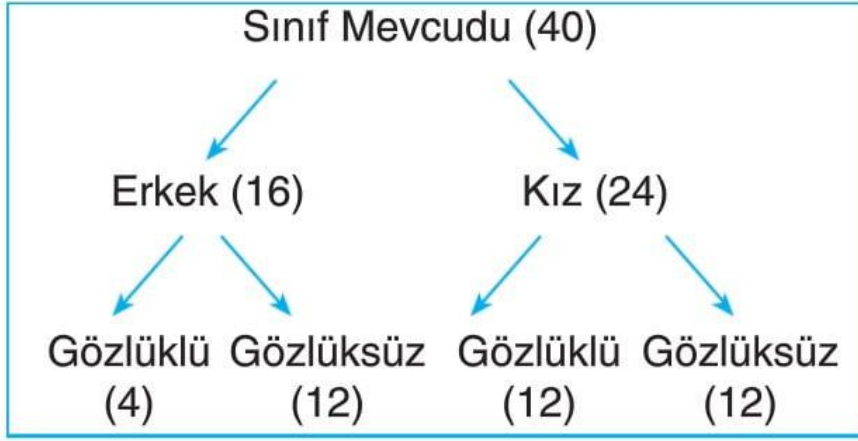 Sınıf Mevcudu (40)
Erkek (16) Kız (24)
Gözlüklü Gözlüksüz Gözlüklü Gözlüksüz
(4) (12) (12) (12)